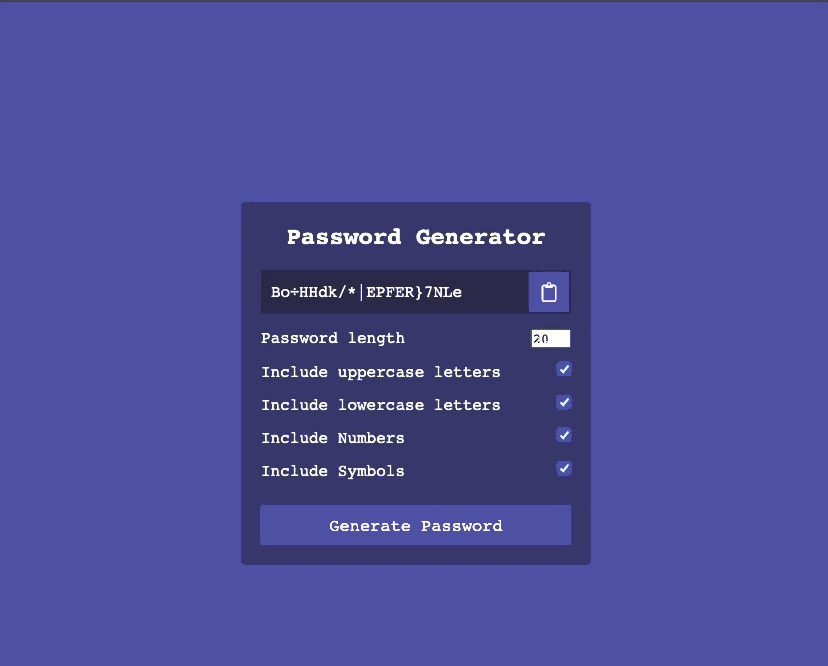 Password Generator
Bo÷HHdk/*|EPFER}7NLe
Password length
20
Include uppercase letters
Include lowercase letters
Include Numbers
Include Symbols
Generate Password